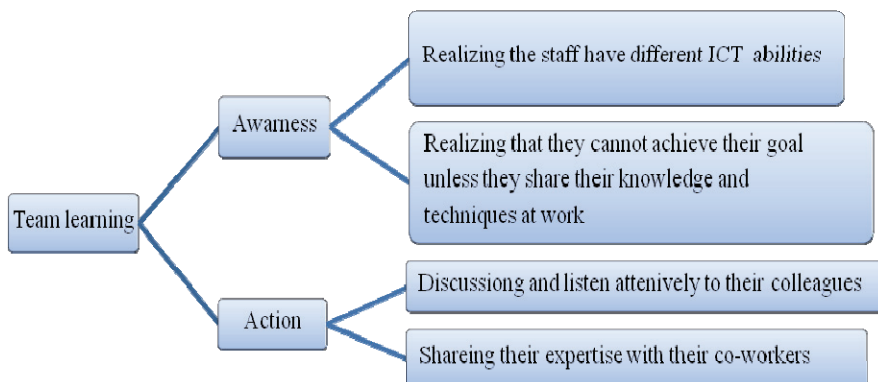 Realizing the staff have different ICT abilities
Awarness
Realizing that they cannot achieve their goal
unless they share their knowledge and
techniques at work
Team learning
Discussiong and listen attenively to their colleagues
Action
Shareing their expertise with their co-workers